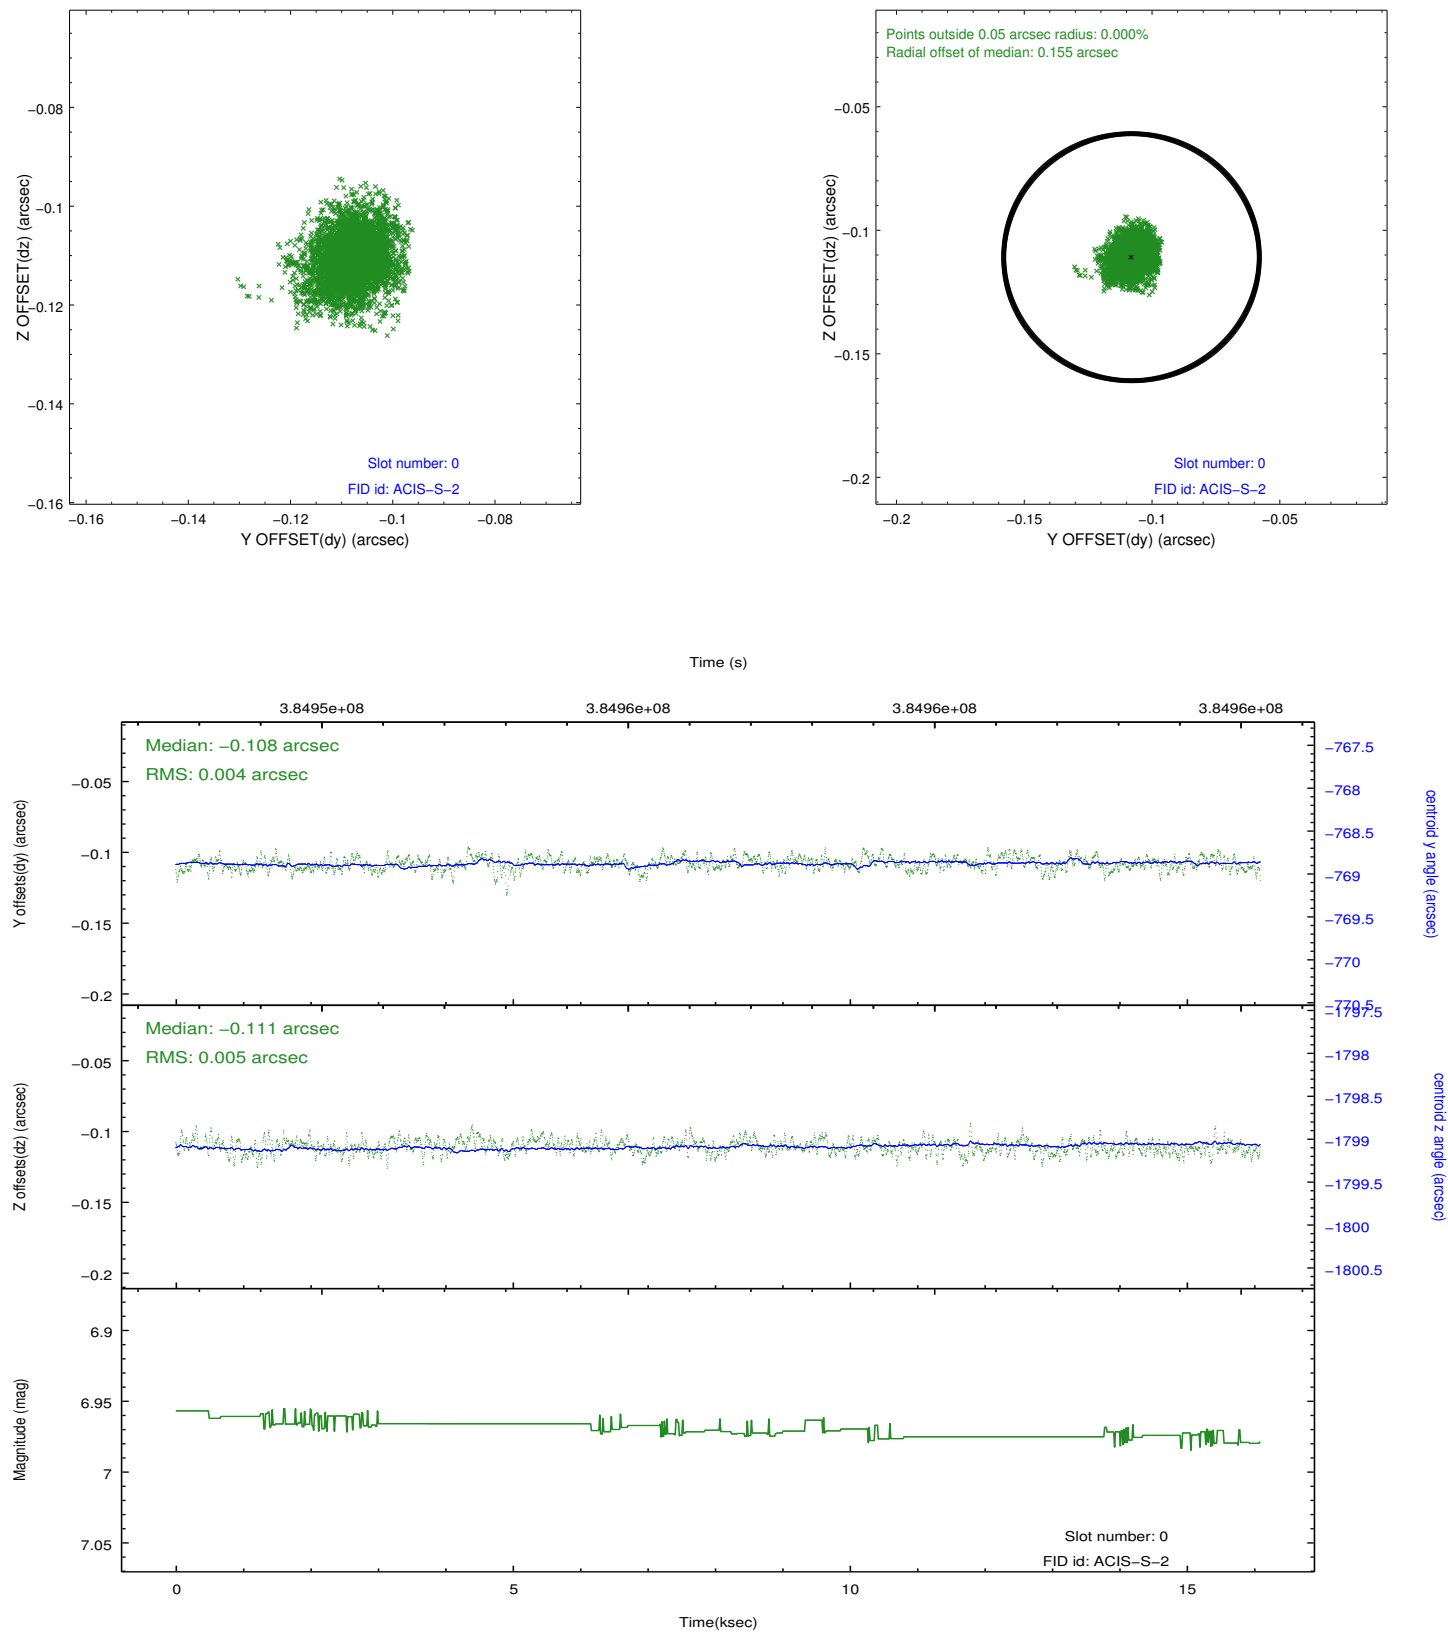 −0.08
−0.1
−0.12
−0.14
−0.16
Z OFFSET(dz) (arcsec)
Slot number: 0
FID id: ACIS−S−2
−0.16
−0.14
−0.12
−0.1
−0.08
Y OFFSET(dy) (arcsec)
Points outside 0.05 arcsec radius: 0.000%
Radial offset of median: 0.155 arcsec
−0.05
−0.1
−0.15
−0.2
Z OFFSET(dz) (arcsec)
Slot number: 0
FID id: ACIS−S−2
−0.2
−0.15
−0.1
−0.05
Y OFFSET(dy) (arcsec)
Time (s)
3.8495e+08
3.8496e+08
3.8496e+08
3.8496e+08
Median: −0.108 arcsec
RMS: 0.004 arcsec
−0.05
−0.1
−0.15
−0.2
Y offsets(dy) (arcsec)
−767.5
−768
−768.5
−769
−769.5
−770
−770.5
centroid y angle (arcsec)
Median: −0.111 arcsec
RMS: 0.005 arcsec
−0.05
−0.1
−0.15
−0.2
Z offsets(dz) (arcsec)
−1797.5
−1798
−1798.5
−1799
−1799.5
−1800
−1800.5
centroid z angle (arcsec)
6.9
6.95
7
7.05
Magnitude (mag)
Slot number: 0
FID id: ACIS−S−2
0
5
10
15
Time(ksec)